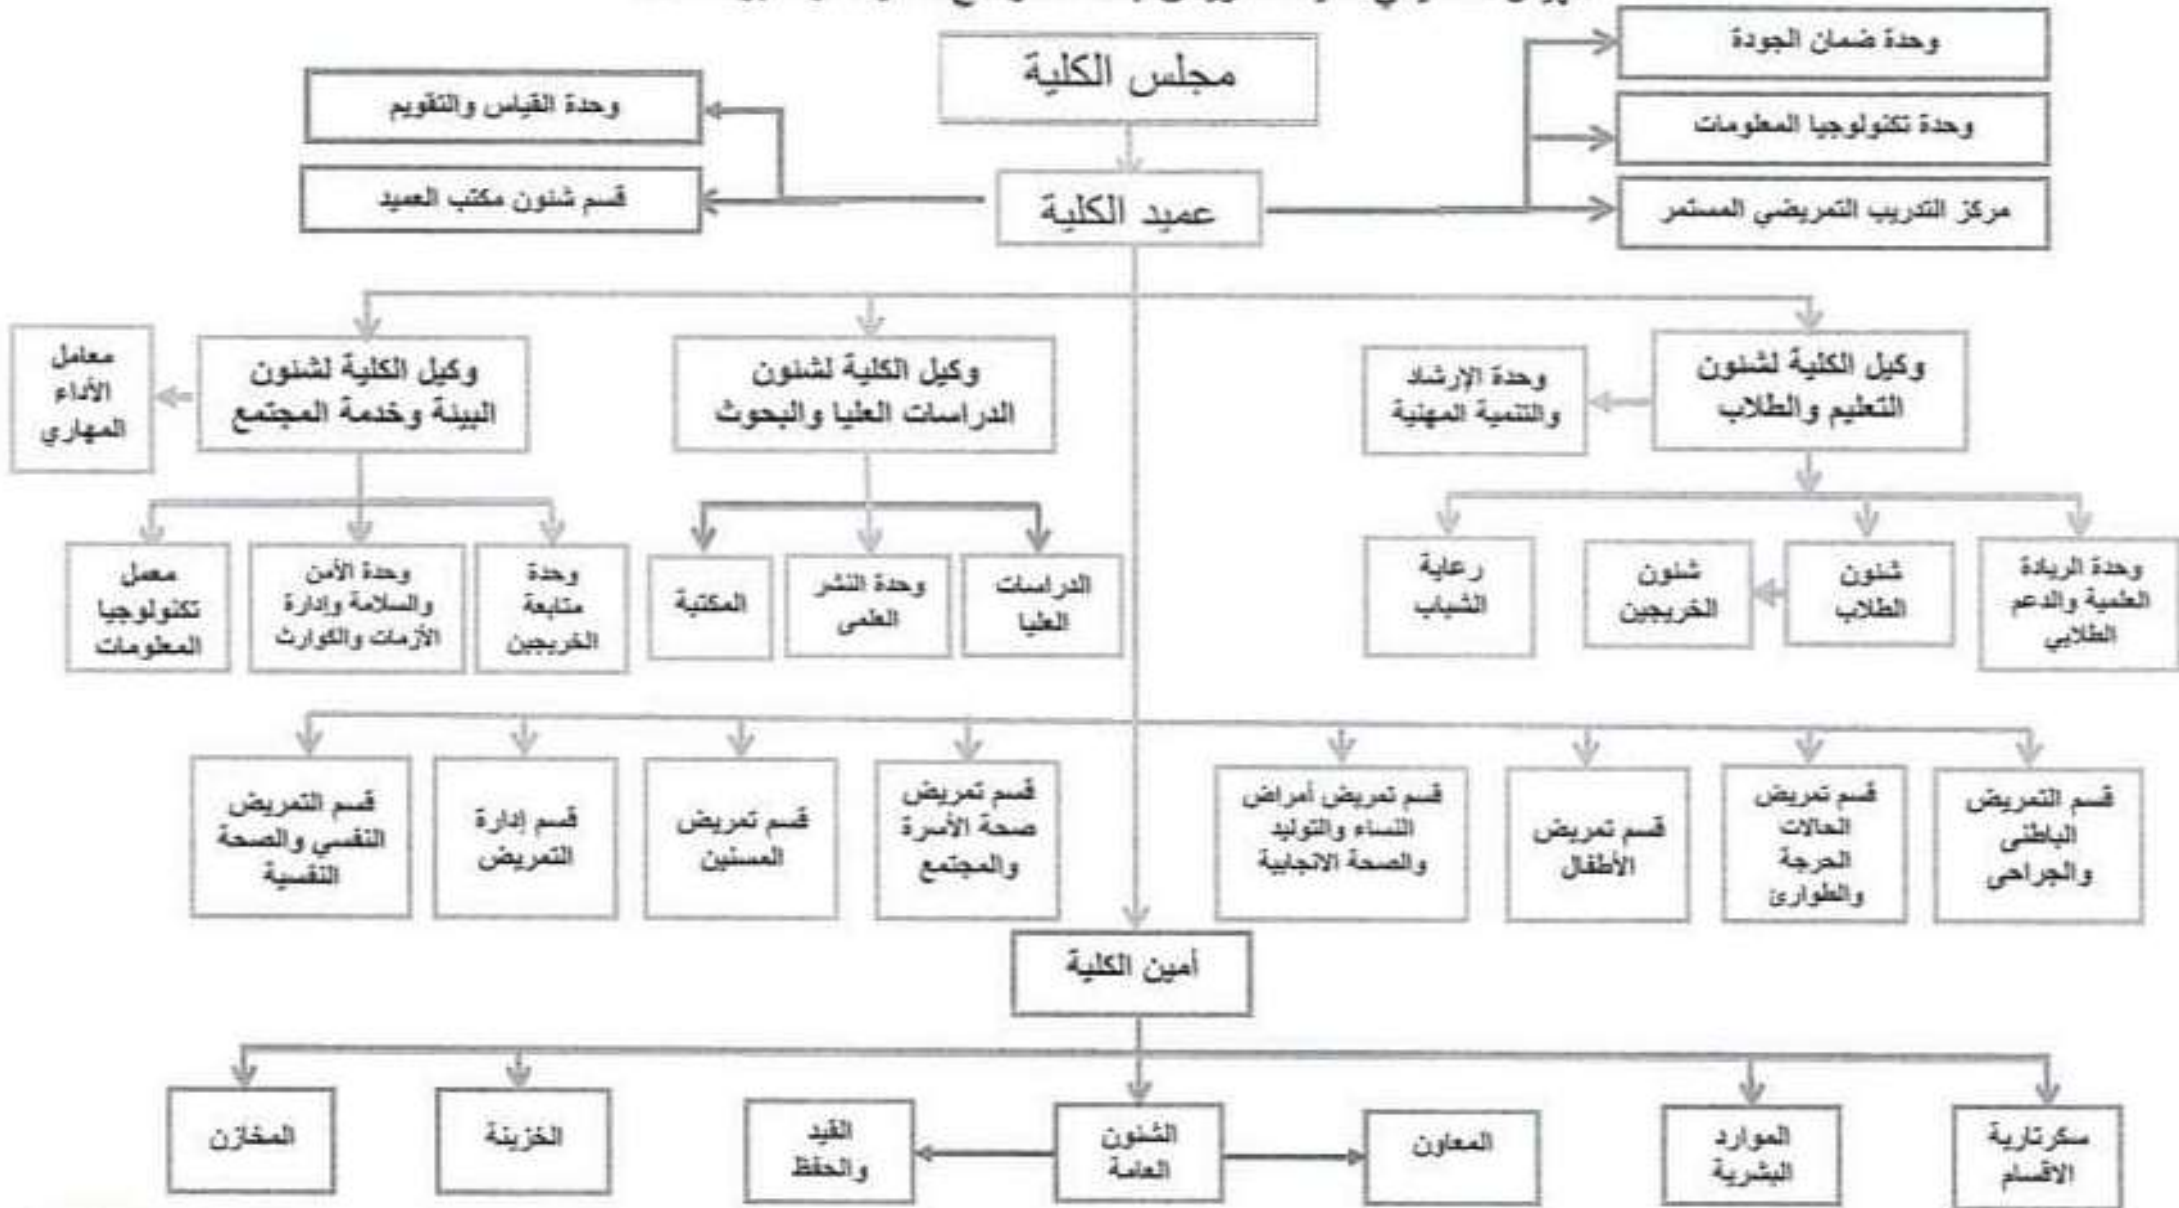 مجلس الكلية
وحدة ضمان الجودة
وحدة تكنولوجيا المعلومات
مركز التدريب التمريضي المستمر
عميد الكلية
وحدة القياس والتقويم
قسم شئون مكتب العميد
وكيل الكلية لشئون
التعليم والطلاب
وحدة الإرشاد
والتنمية المهنية
وكيل الكلية لشئون
الدراسات العليا والبحوث
وكيل الكلية لشئون
البيئة وخدمة المجتمع
معامل
الأداء
المهاري
وحدة الريادة
العلمية والدعم
الطلابي
شئون
الطلاب
شئون
الخريجين
رعاية
الشباب
الدراسات
العليا
وحدة النشر
العلمى
المكتبة
وحدة
متابعة
الخريجين
وحدة الأمن
والسلامة وإدارة
الأزمات والكوارث
معمل
تكنولوجيا
المعلومات
قسم التمريض
الباطنى
والجراحى
قسم تمريض
الحالات
الحرجة
والطوارئ
قسم تمريض
الأطفال
قسم تمريض أمراض
النساء والتوليد
والصحة الانجابية
قسم تمريض
صحة الأسرة
والمجتمع
قسم تمريض
المسنين
قسم إدارة
التمريض
قسم التمريض
النفسي والصحة
النفسية
أمين الكلية
سكرتارية
الاقسام
الموارد
البشرية
المعاون
الشئون
العامة
القيد
والحفظ
الخزينة
المخازن